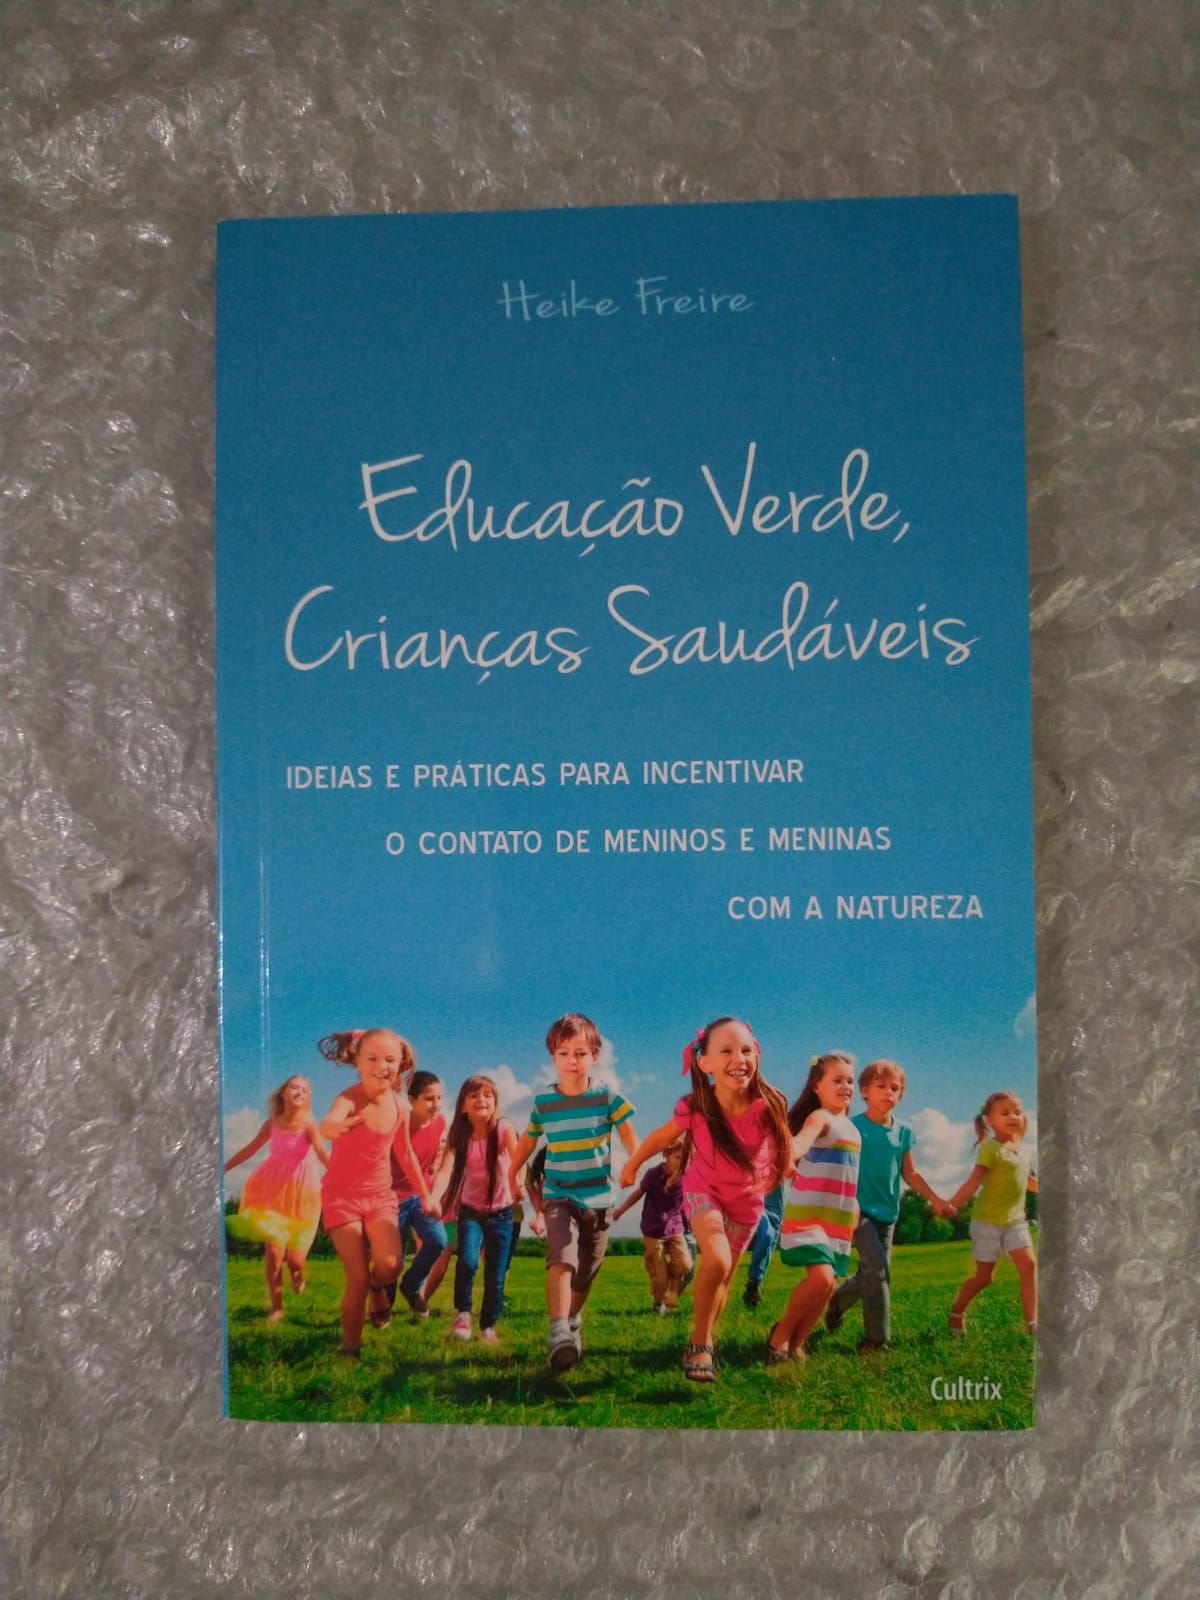 Heike Freire
Educação Verde,
Crianças Saudáveis
IDEIAS E PRÁTICAS PARA INCENTIVAR
O CONTATO DE MENINOS E MENINAS
COM A NATUREZA
Cultrix